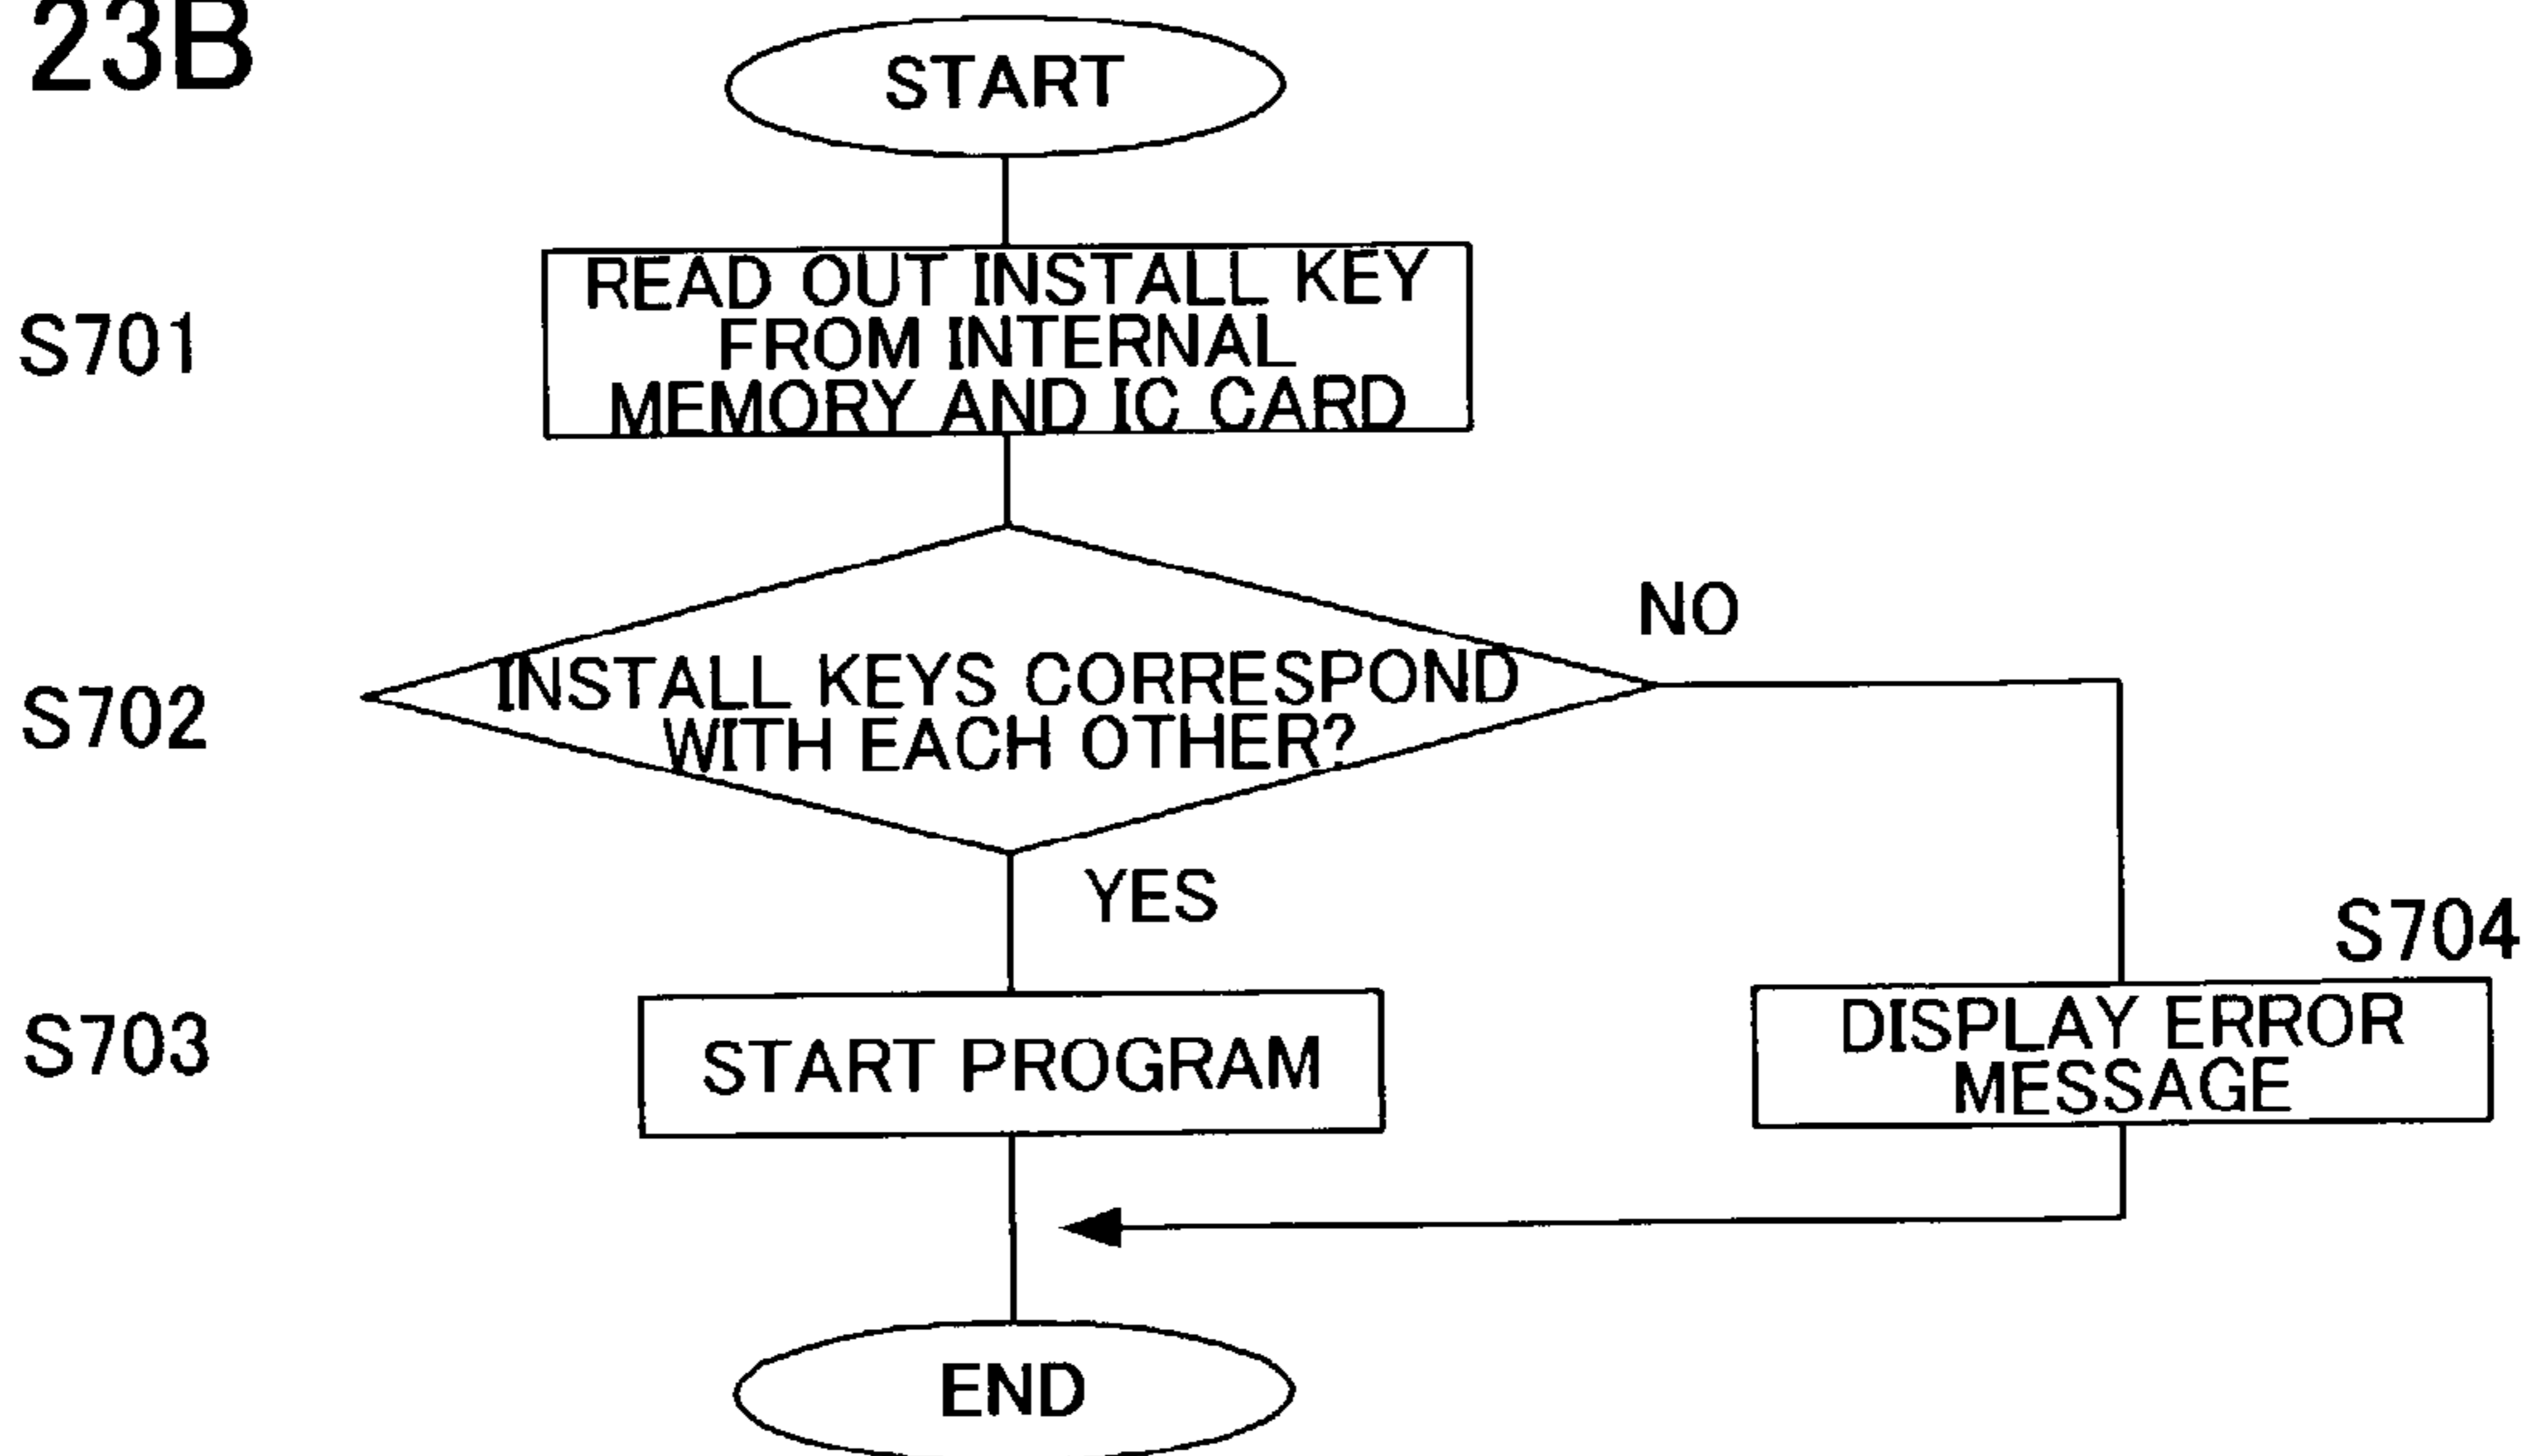 23B
START
S701
READ OUT INSTALL KEY
FROM INTERNAL
MEMORY AND IC CARD
S702
INSTALL KEYS CORRESPOND
WITH EACH OTHER?
NO
YES
S703
START PROGRAM
S704
DISPLAY ERROR
MESSAGE
END